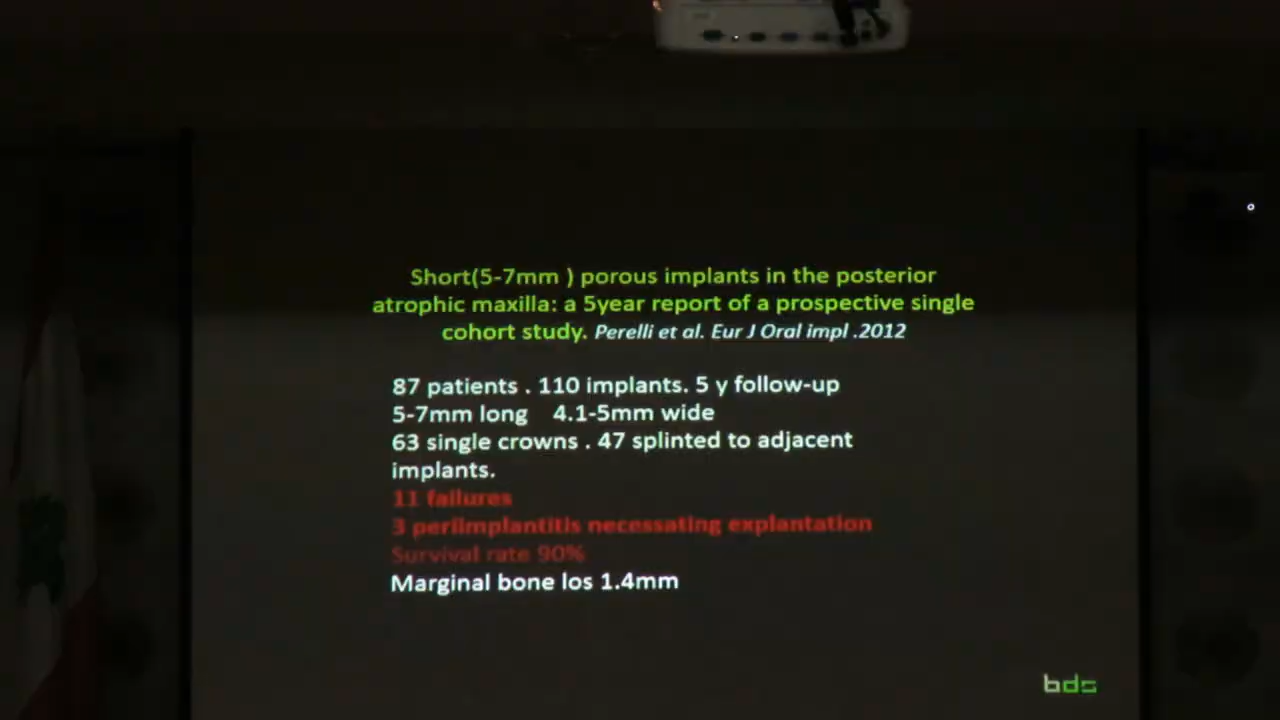 Short(5-7mm ) porous implants in the posterior
atrophic maxilla: a 5year report of a prospective single
cohort study. Perelli et al. Eur J Oral impl .2012
87 patients . 110 implants. 5 y follow-up
5-7mm long 4.1-5mm wide
63 single crowns . 47 splinted to adjacent
implants.
11 failures
3 periimplantitis necessating explantation
Survival rate 90%
Marginal bone los 1.4mm
bds